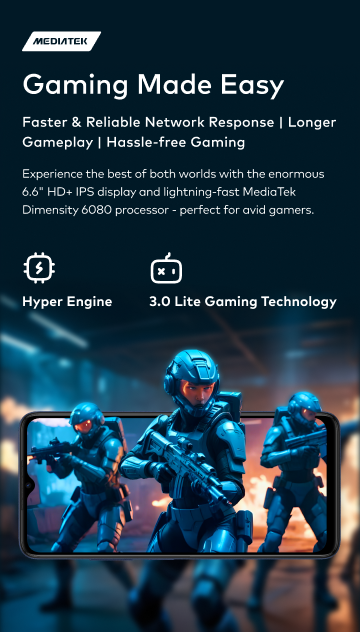 MEDIATEK
Gaming Made Easy
Faster & Reliable Network Response | Longer
Gameplay | Hassle-free Gaming
Experience the best of both worlds with the enormous
6.6" HD+ IPS display and lightning-fast MediaTek
Dimensity 6080 processor - perfect for avid gamers.
Hyper Engine
3.0 Lite Gaming Technology